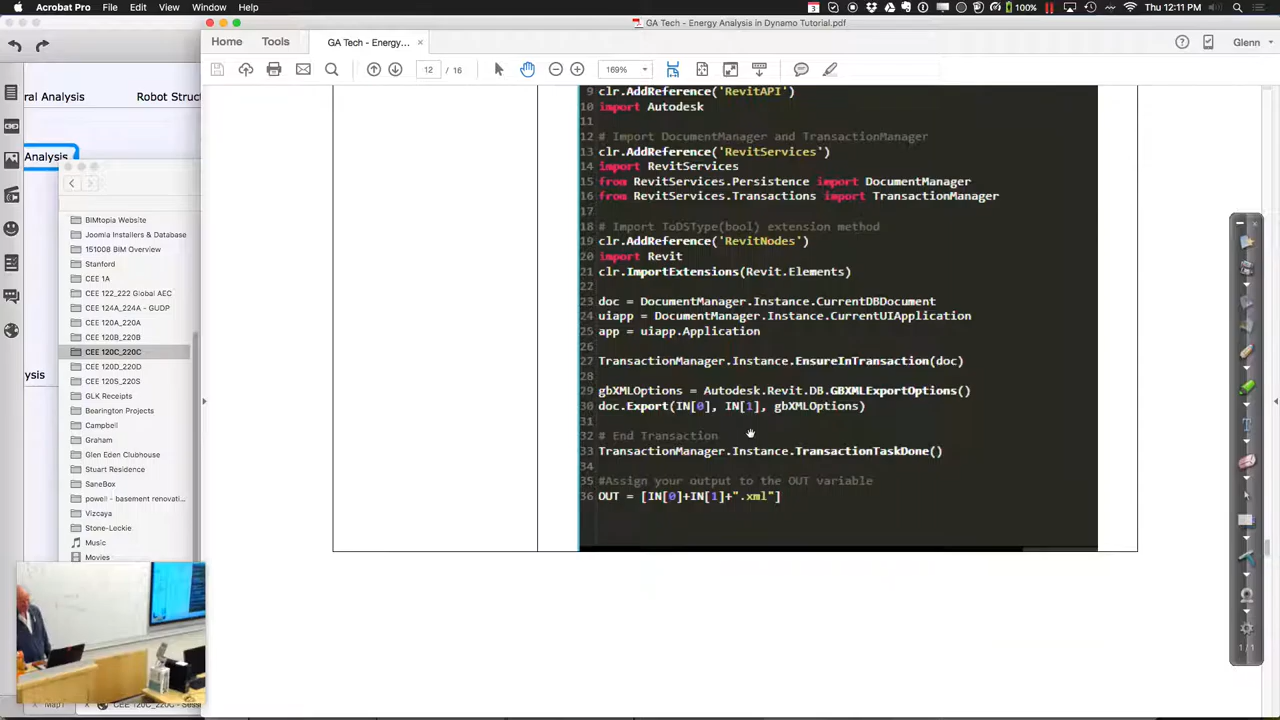 Acrobat Pro File Edit View Window Help
100% Thu 12:11 PM Glenn
GA Tech - Energy Analysis in Dynamo Tutorial.pdf
Home Tools GA Tech - Energy... ×
12 / 16 169%
ral Analysis Robot Struct
Analysis
ysis
BIMtopia Website
Joomla Installers & Database
151008 BIM Overview
Stanford
CEE 1A
CEE 122_222 Global AEC
CEE 124A_224A - GUDP
CEE 120A_220A
CEE 120B_220B
CEE 120C_220C
CEE 120D_220D
CEE 120S_220S
GLK Receipts
Bearington Projects
Campbell
Graham
Glen Eden Clubhouse
Stuart Residence
SaneBox
powell - basement renovati...
Vizcaya
Stone-Leckie
Music
Movies
9 clr.AddReference('RevitAPI')
10 import Autodesk
11
12 # Import DocumentManager and TransactionManager
13 clr.AddReference('RevitServices')
14 import RevitServices
15 from RevitServices.Persistence import DocumentManager
16 from RevitServices.Transactions import TransactionManager
17
18 # Import ToDSType(bool) extension method
19 clr.AddReference('RevitNodes')
20 import Revit
21 clr.ImportExtensions(Revit.Elements)
22
23 doc = DocumentManager.Instance.CurrentDBDocument
24 uiapp = DocumentManager.Instance.CurrentUIApplication
25 app = uiapp.Application
26
27 TransactionManager.Instance.EnsureInTransaction(doc)
28
29 gbXMLOptions = Autodesk.Revit.DB.GBXMLExportOptions()
30 doc.Export(IN[0], IN[1], gbXMLOptions)
31
32 # End Transaction
33 TransactionManager.Instance.TransactionTaskDone()
34
35 #Assign your output to the OUT variable
36 OUT = [IN[0]+IN[1]+".xml"]
1 / 1
Map1 CEE 120C_220C - Sess